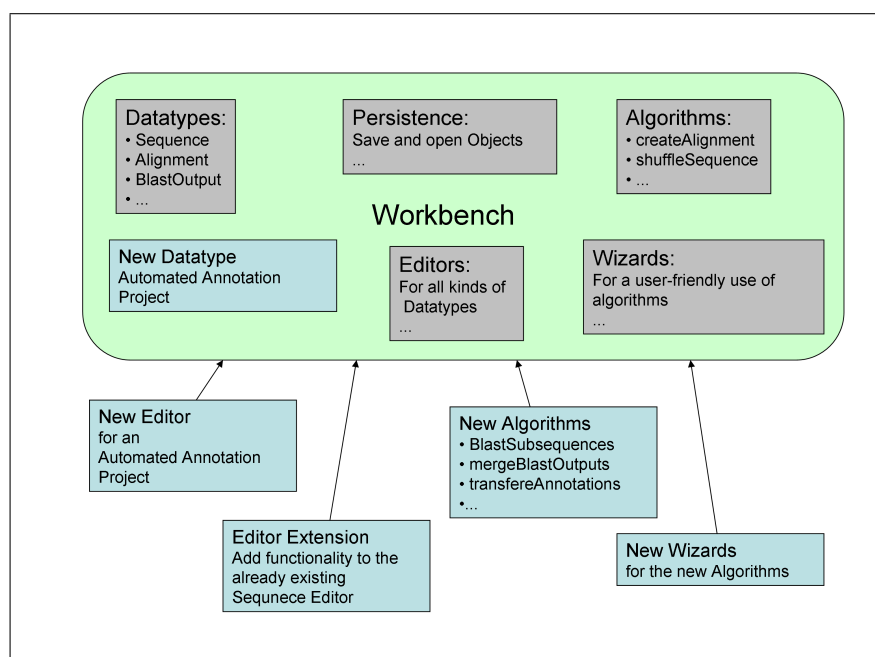 Datatypes:
• Sequence
• Alignment
• BlastOutput
• ...
Persistence:
Save and open Objects
...
Algorithms:
• createAlignment
• shuffleSequence
• ...
Workbench
New Datatype
Automated Annotation
Project
Editors:
For all kinds of
Datatypes
...
Wizards:
For a user-friendly use of
algorithms
...
New Editor
for an
Automated Annotation
Project
New Algorithms
• BlastSubsequences
• mergeBlastOutputs
• transfereAnnotations
•...
Editor Extension
Add functionality to the
already existing
Sequnece Editor
New Wizards
for the new Algorithms